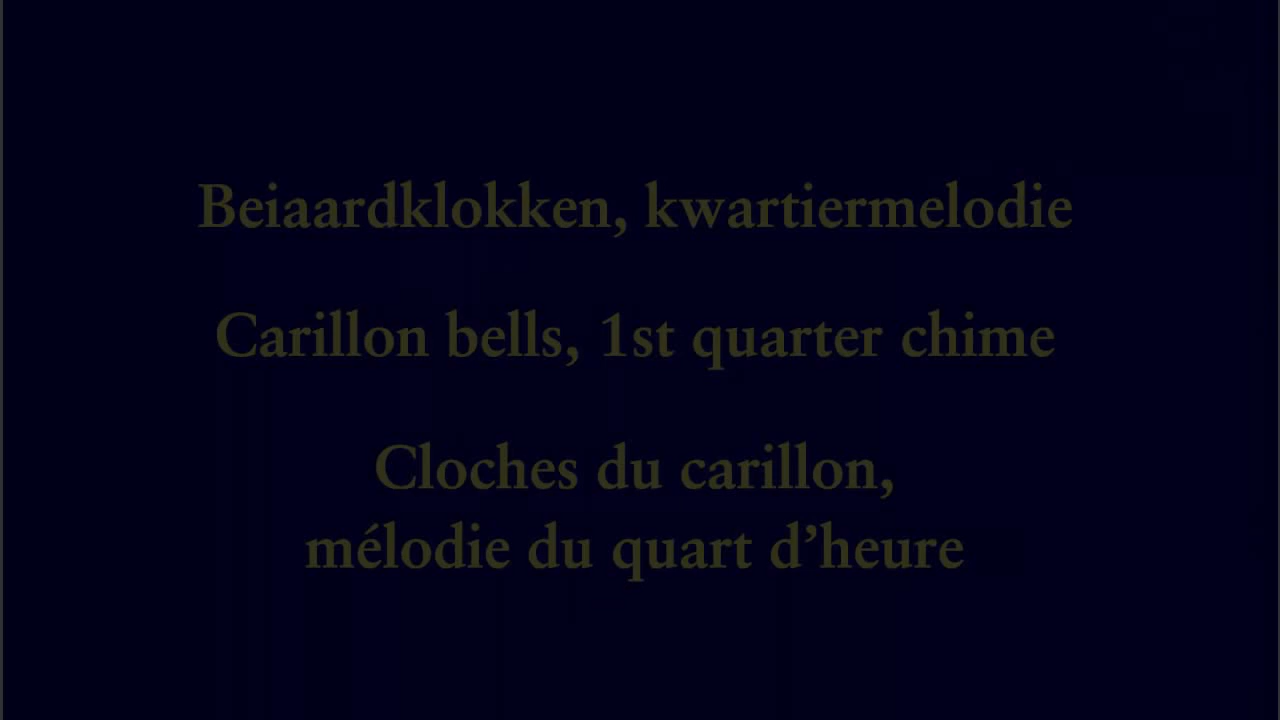 Beiaardklokken, kwartiermelodie
Carillon bells, 1st quarter chime
Cloches du carillon,
mélodie du quart d’heure